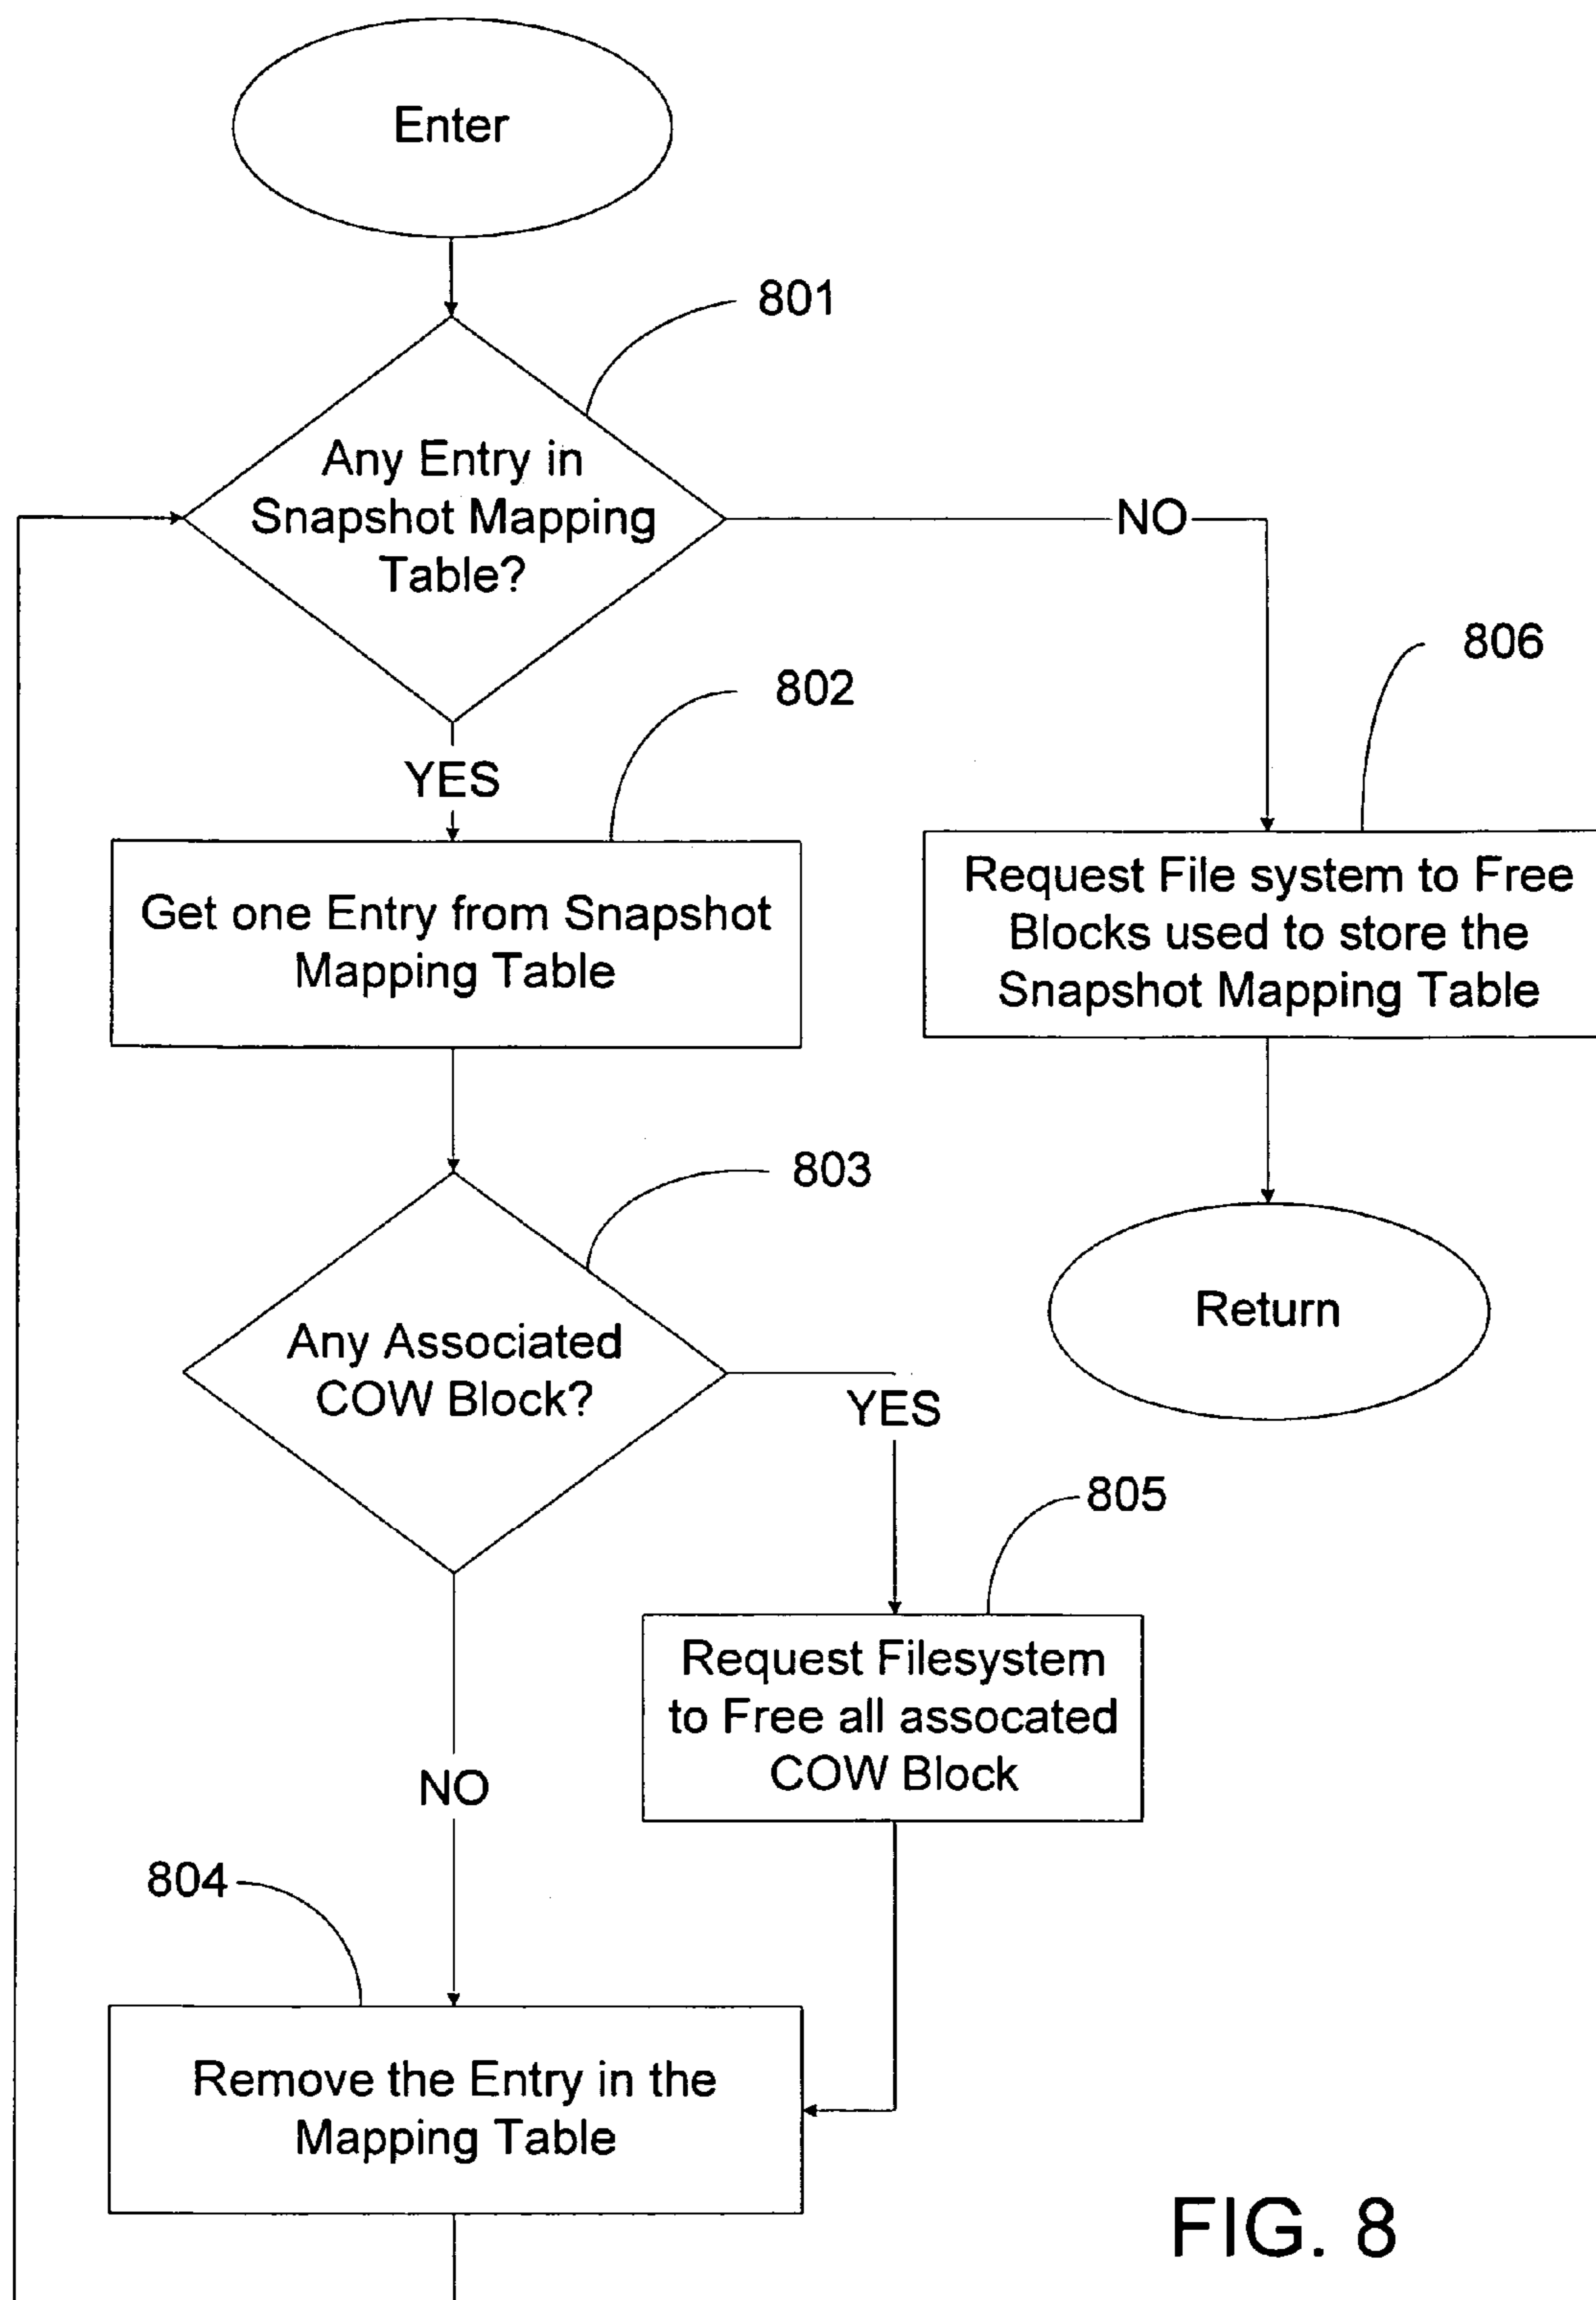 Enter
801
Any Entry in
Snapshot Mapping
Table?
NO
806
802
YES
Request File system to Free
Blocks used to store the
Snapshot Mapping Table
Get one Entry from Snapshot
Mapping Table
803
Return
Any Associated
COW Block?
YES
805
Request Filesystem
to Free all assocated
COW Block
NO
804
Remove the Entry in the
Mapping Table
FIG. 8